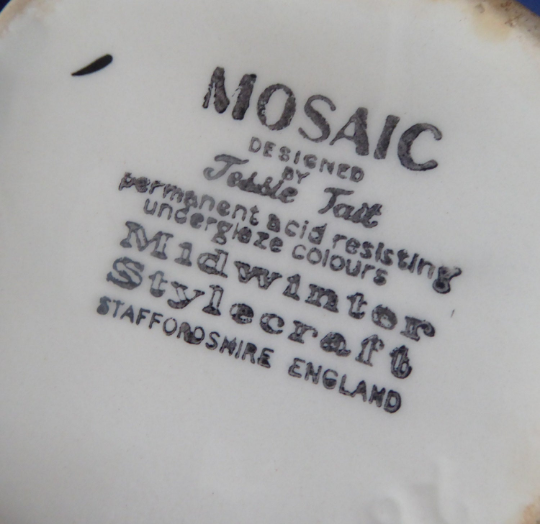 MOSAIC
DESIGNED
BY
Jessie Tait
permanent acid resisting
underglaze colours
Midwinter
Stylecraft
STAFFORDSHIRE ENGLAND